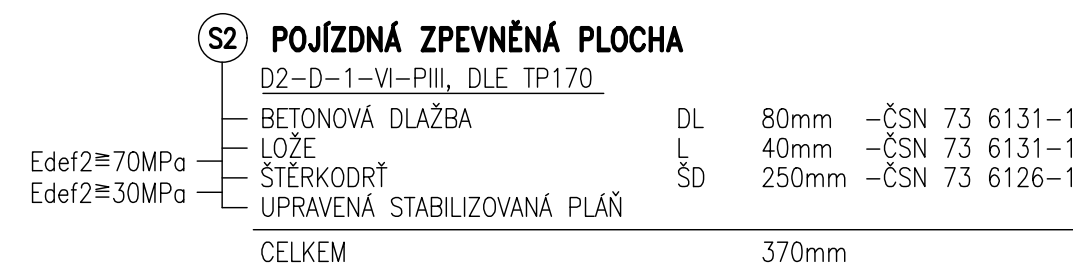 S2 POJÍZDNÁ ZPEVNĚNÁ PLOCHA
D2-D-1-VI-PIII, DLE TP170
BETONOVÁ DLAŽBA DL 80mm -ČSN 73 6131-1
LOŽE L 40mm -ČSN 73 6131-1
Edef2≧70MPa
ŠTĚRKODRŤ ŠD 250mm -ČSN 73 6126-1
Edef2≧30MPa
UPRAVENÁ STABILIZOVANÁ PLÁŇ
CELKEM 370mm